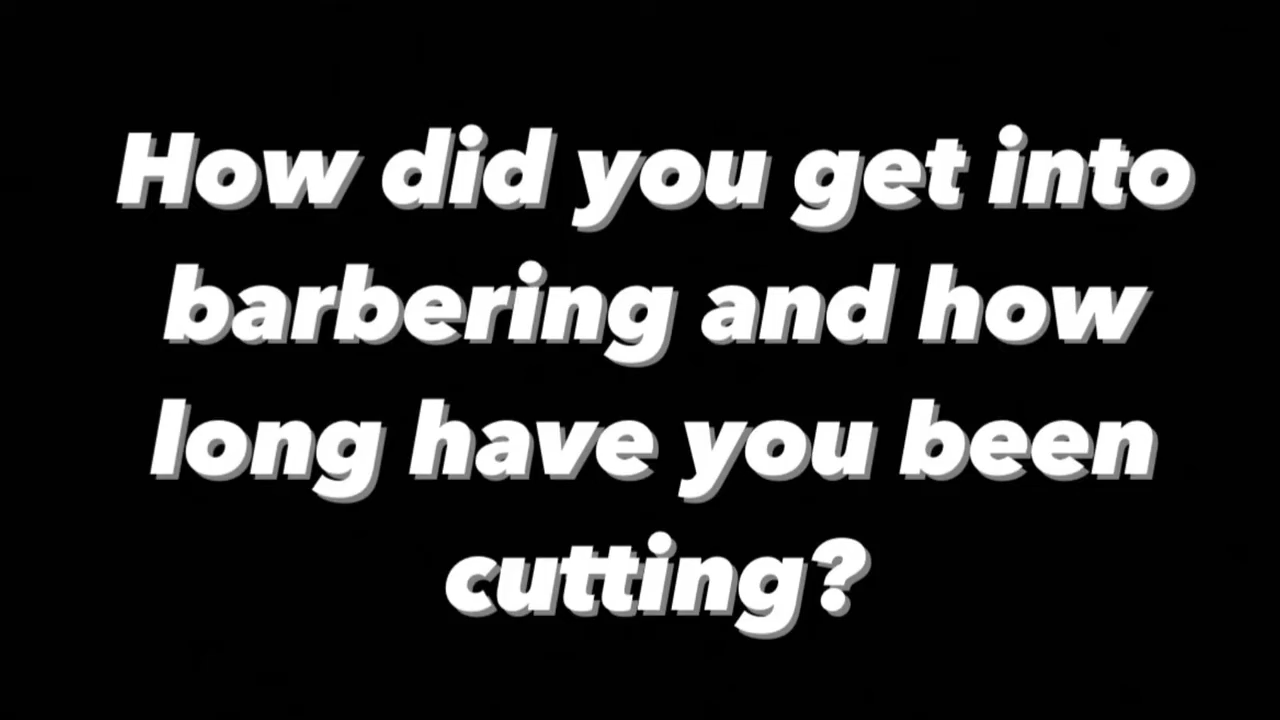 How did you get into
barbering and how
long have you been
cutting?